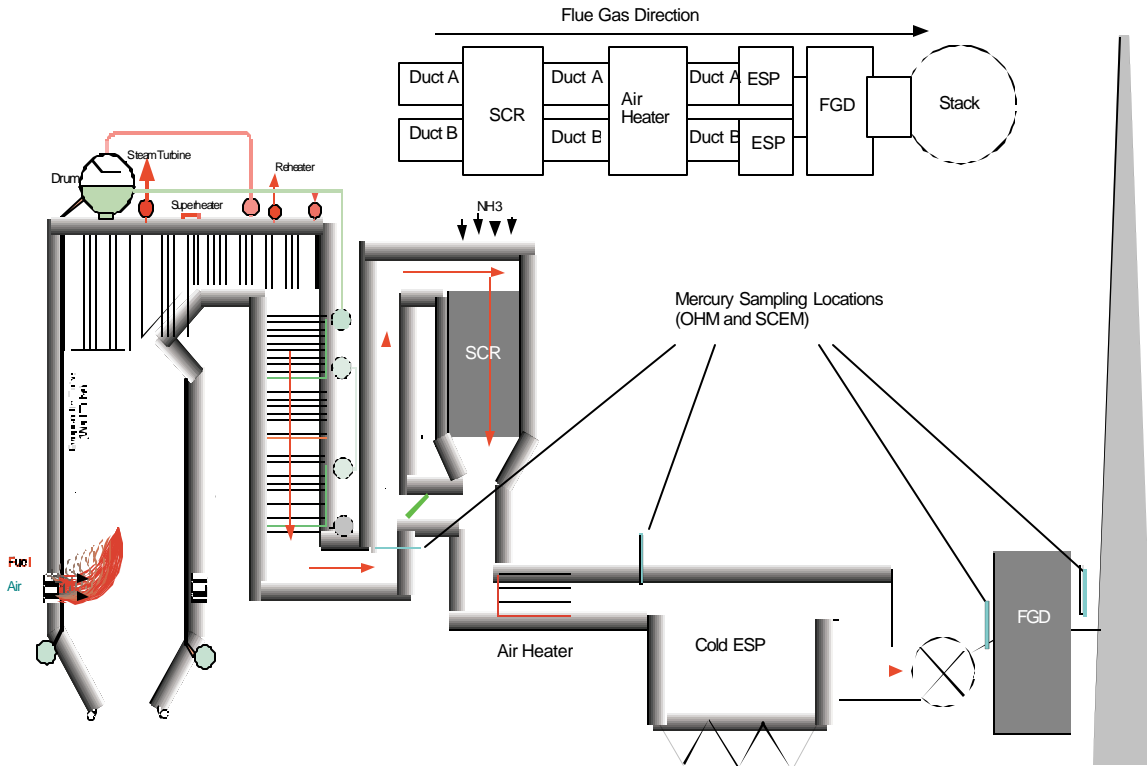 Flue Gas Direction
Duct A
Duct A
Duct A
ESP
SCR
Air
Heater
FGD
Stack
Duct B
Duct B
Duct B
ESP
Steam Turbine
Drum
Reheater
Superheater
NH3
Mercury Sampling Locations
(OHM and SCEM)
SCR
Fuel
Air
FGD
Air Heater
Cold ESP